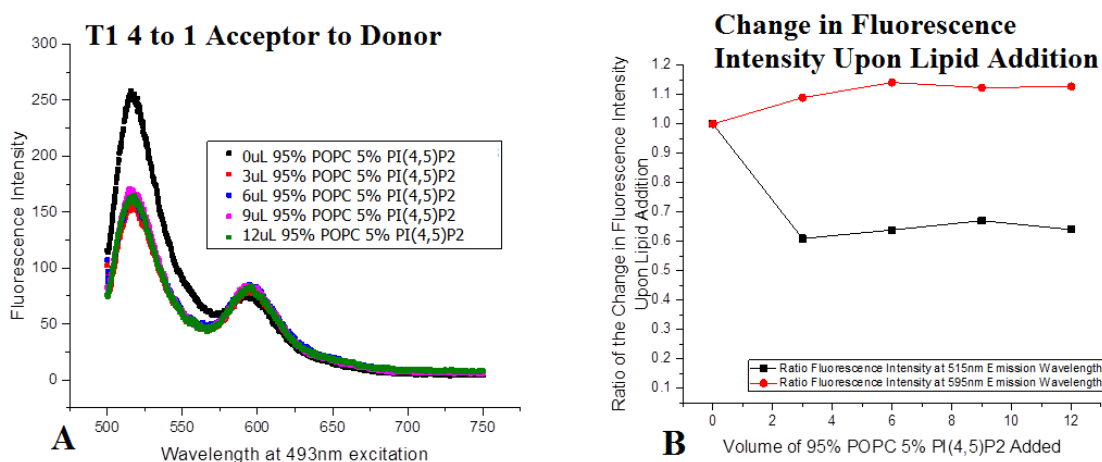 T1 4 to 1 Acceptor to Donor
300
250
200
150
100
50
0
Fluorescence Intensity
0uL 95% POPC 5% PI(4,5)P2
3uL 95% POPC 5% PI(4,5)P2
6uL 95% POPC 5% PI(4,5)P2
9uL 95% POPC 5% PI(4,5)P2
12uL 95% POPC 5% PI(4,5)P2
500 550 600 650 700 750
A
Wavelength at 493nm excitation
Change in Fluorescence
Intensity Upon Lipid Addition
1.2
1.1
1.0
0.9
0.8
0.7
0.6
0.5
0.4
0.3
0.2
0.1
Ratio of the Change in Fluorescence Intensity
Upon Lipid Addition
Ratio Fluorescence Intensity at 515nm Emission Wavelength
Ratio Fluorescence Intensity at 595nm Emission Wavelength
0 2 4 6 8 10 12
B
Volume of 95% POPC 5% PI(4,5)P2 Added